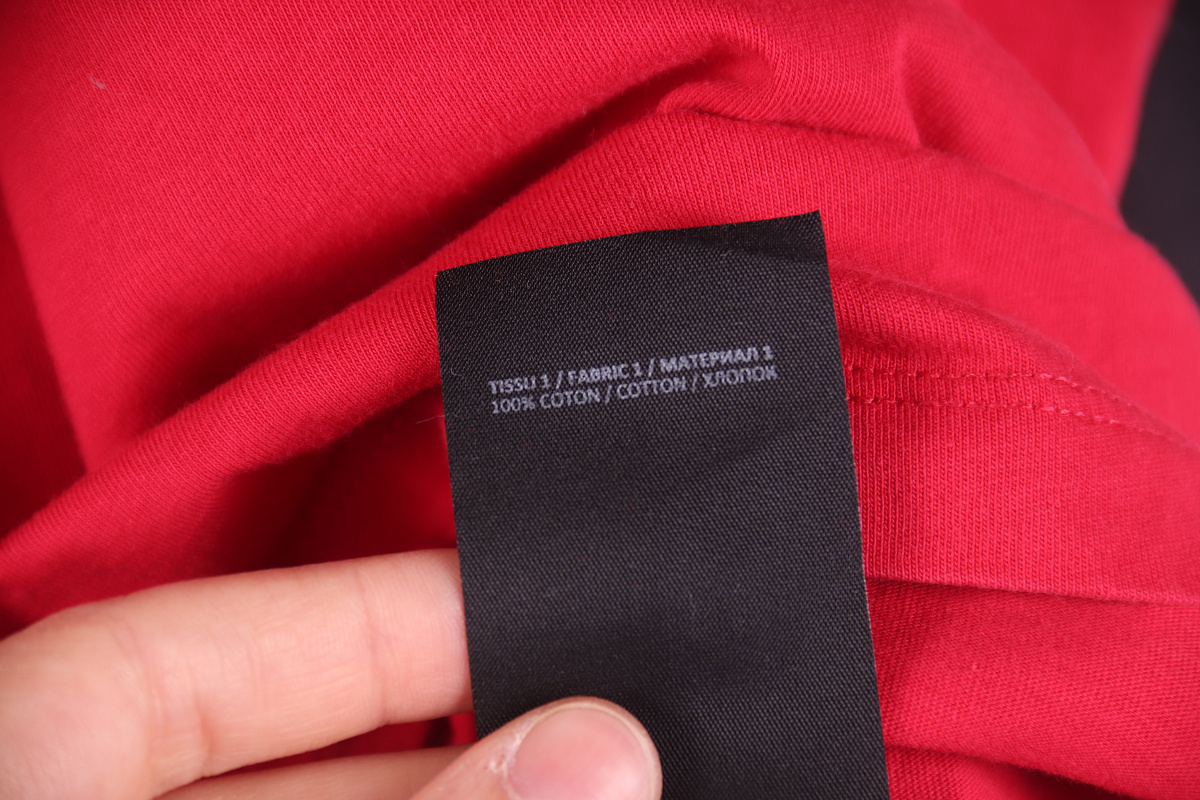 TISSU 1 / FABRIC 1 / МАТЕРИАЛ 1
100% COTON / COTTON / ХЛОПОК